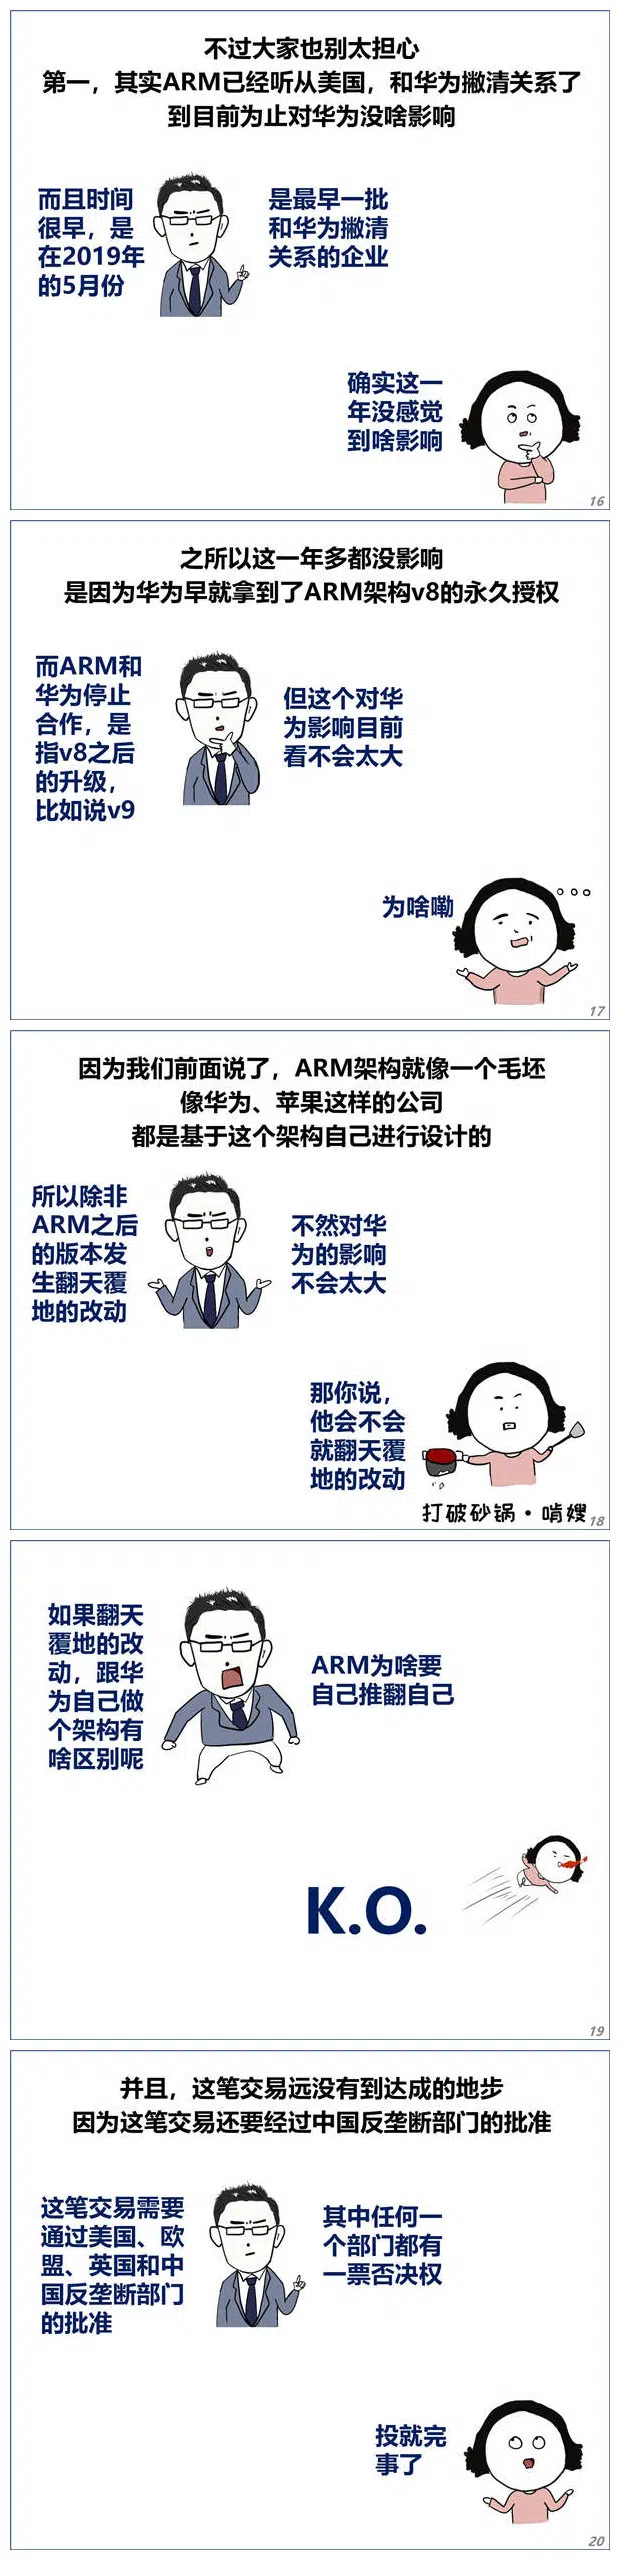 不过大家也别太担心
第一，其实ARM已经听从美国，和华为撇清关系了
到目前为止对华为没啥影响
而且时间
很早，是
在2019年
的5月份
是最早一批
和华为撇清
关系的企业
确实这一
年没感觉
到啥影响
16
之所以这一年多都没影响
是因为华为早就拿到了ARM架构v8的永久授权
而ARM和
华为停止
合作，是
指v8之后
的升级，
比如说v9
但这个对华
为影响目前
看不会太大
为啥嘞
17
因为我们前面说了，ARM架构就像一个毛坯
像华为、苹果这样的公司
都是基于这个架构自己进行设计的
所以除非
ARM之后
的版本发
生翻天覆
地的改动
不然对华
为的影响
不会太大
那你说，
他会不会
就翻天覆
地的改动
打破砂锅·啃嫂
18
如果翻天
覆地的改
动，跟华
为自己做
个架构有
啥区别呢
ARM为啥要
自己推翻自己
K.O.
19
并且，这笔交易远没有到达成的地步
因为这笔交易还要经过中国反垄断部门的批准
这笔交易需要
通过美国、欧
盟、英国和中
国反垄断部门
的批准
其中任何一
个部门都有
一票否决权
投就完
事了
20